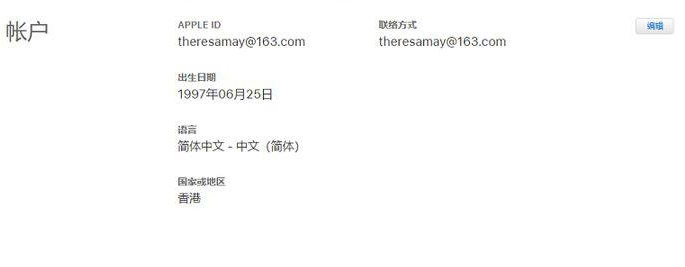 帐户
APPLE ID
theresamay@163.com
联络方式
theresamay@163.com
编辑
出生日期
1997年06月25日
语言
简体中文 - 中文（简体）
国家或地区
香港